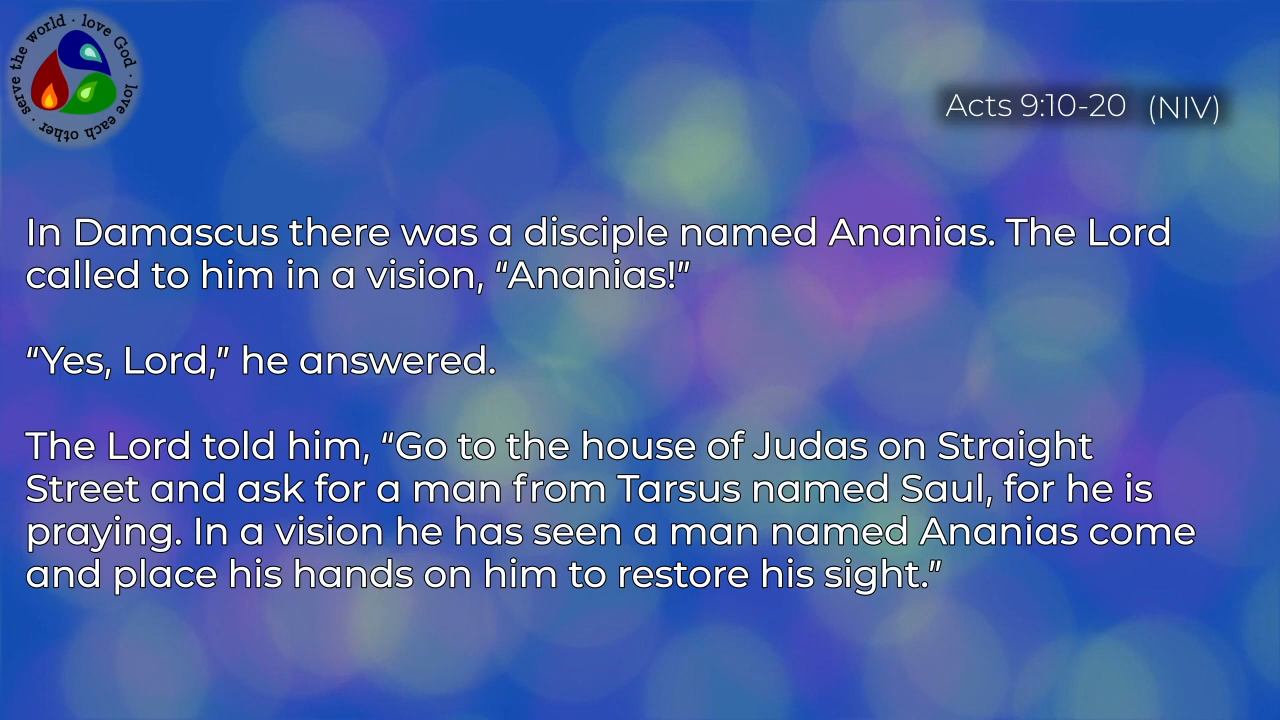 serve the world · love God · love each other ·
Acts 9:10-20 (NIV)
In Damascus there was a disciple named Ananias. The Lord
called to him in a vision, “Ananias!”
“Yes, Lord,” he answered.
The Lord told him, “Go to the house of Judas on Straight
Street and ask for a man from Tarsus named Saul, for he is
praying. In a vision he has seen a man named Ananias come
and place his hands on him to restore his sight.”